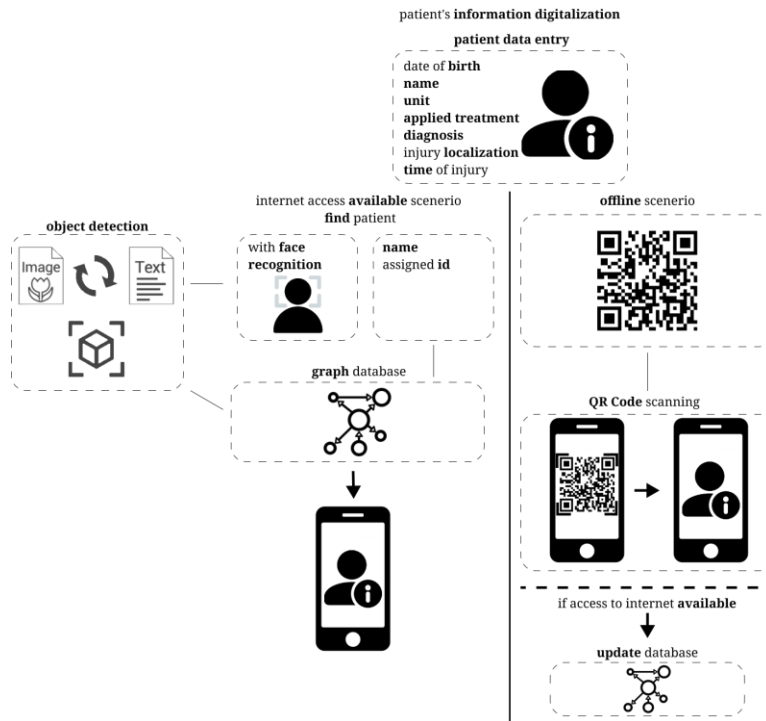 patient's information digitalization
patient data entry
date of birth
name
unit
applied treatment
diagnosis
injury localization
time of injury
internet access available scenerio
find patient
offline scenerio
object detection
Image
Text
with face
recognition
name
assigned id
graph database
QR Code scanning
if access to internet available
update database